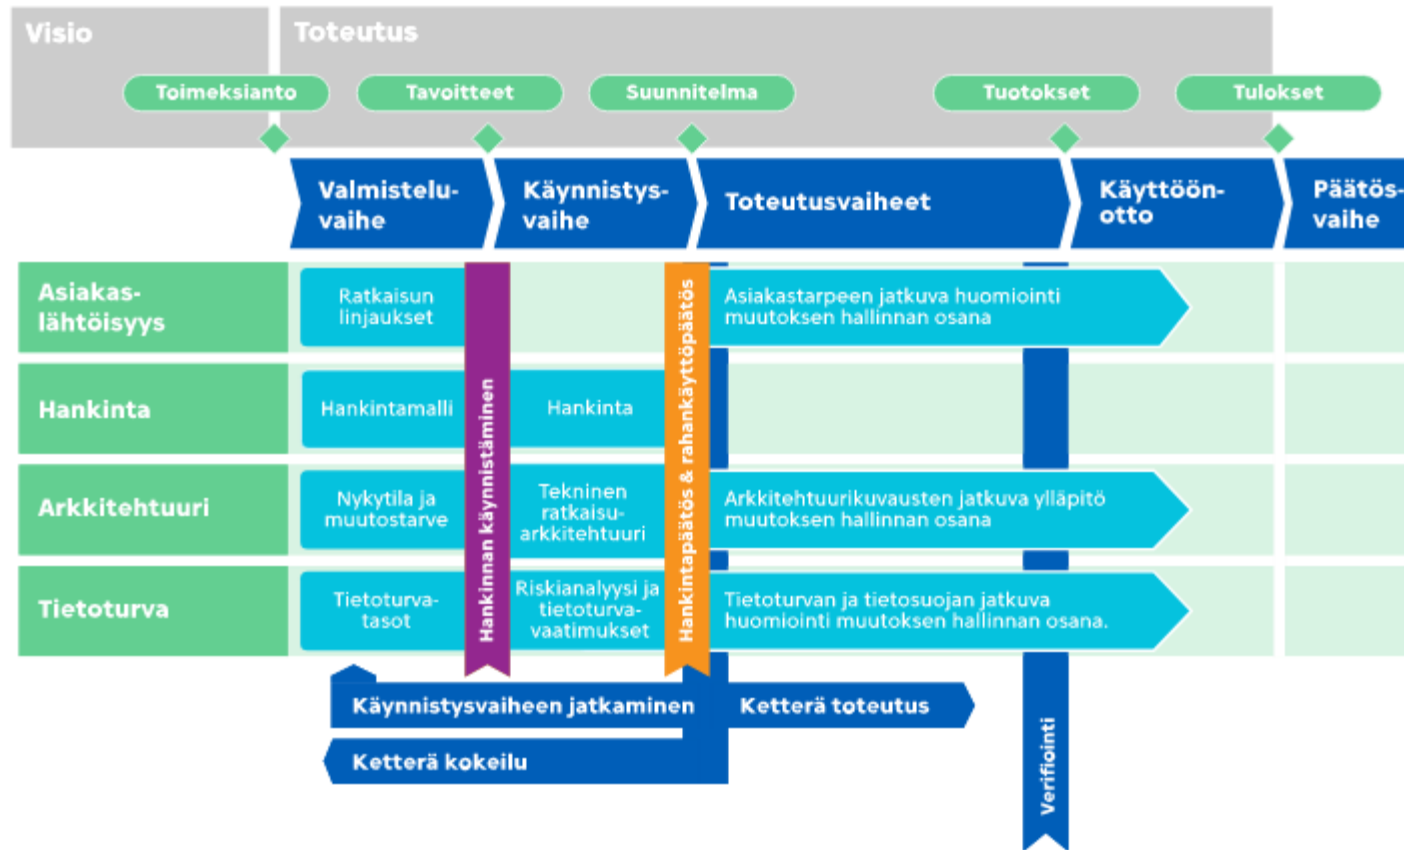 Visio
Toteutus
Toimeksianto
Tavoitteet
Suunnitelma
Tuotokset
Tulokset
Valmistelu-
vaihe
Käynnistys-
vaihe
Toteutusvaiheet
Käyttöön-
otto
Päätös-
vaihe
Asiakas-
lähtöisyys
Ratkaisun
linjaukset
Asiakastarpeen jatkuva huomiointi
muutoksen hallinnan osana
Hankinta
Hankintamalli
Hankinta
Arkkitehtuuri
Nykytila ja
muutostarve
Tekninen
ratkaisu-
arkkitehtuuri
Arkkitehtuurikuvausten jatkuva ylläpitö
muutoksen hallinnan osana
Tietoturva
Tietoturva-
tasot
Riskianalyysi ja
tietoturva-
vaatimukset
Tietoturvan ja tietosuojan jatkuva
huomiointi muutoksen hallinnan osana.
Hankinnan käynnistäminen
Hankintapäätös & rahankäyttöpäätös
Käynnistysvaiheen jatkaminen
Ketterä toteutus
Ketterä kokeilu
Verifiointi